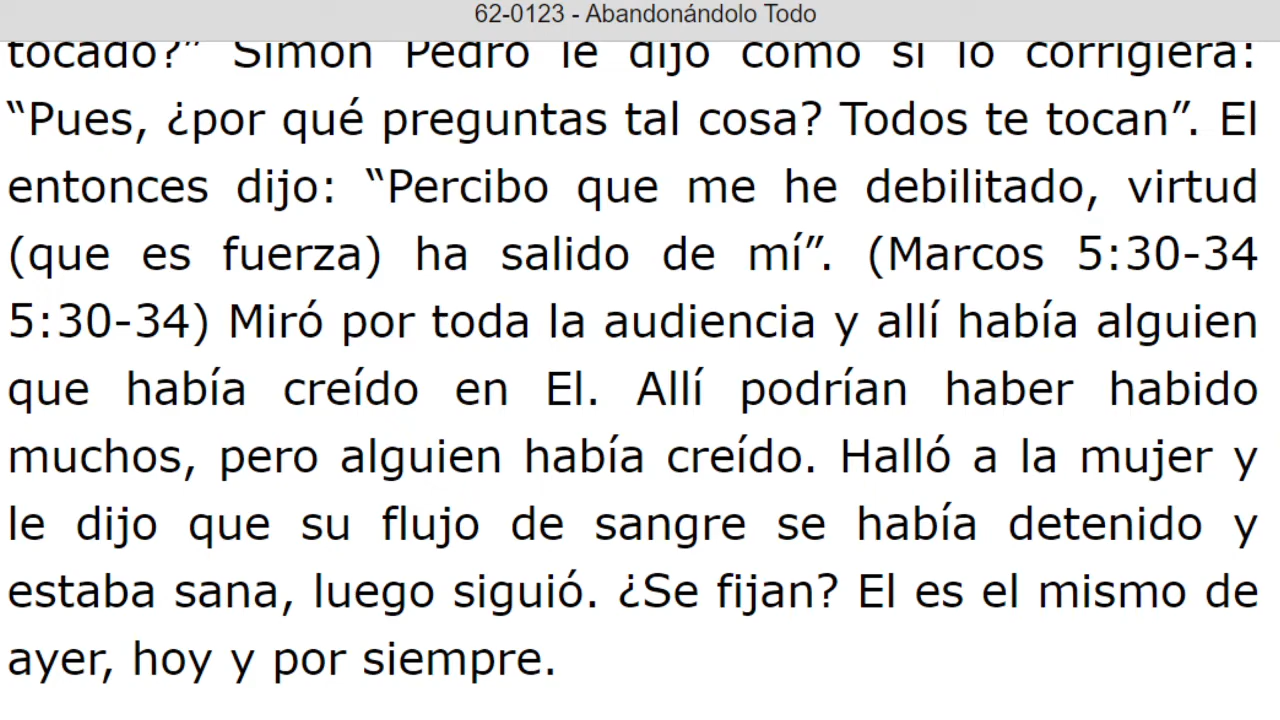 62-0123 - Abandonándolo Todo
tocado?” Simón Pedro le dijo como si lo corrigiera:
“Pues, ¿por qué preguntas tal cosa? Todos te tocan”. El
entonces dijo: “Percibo que me he debilitado, virtud
(que es fuerza) ha salido de mí”. (Marcos 5:30-34
5:30-34) Miró por toda la audiencia y allí había alguien
que había creído en El. Allí podrían haber habido
muchos, pero alguien había creído. Halló a la mujer y
le dijo que su flujo de sangre se había detenido y
estaba sana, luego siguió. ¿Se fijan? El es el mismo de
ayer, hoy y por siempre.